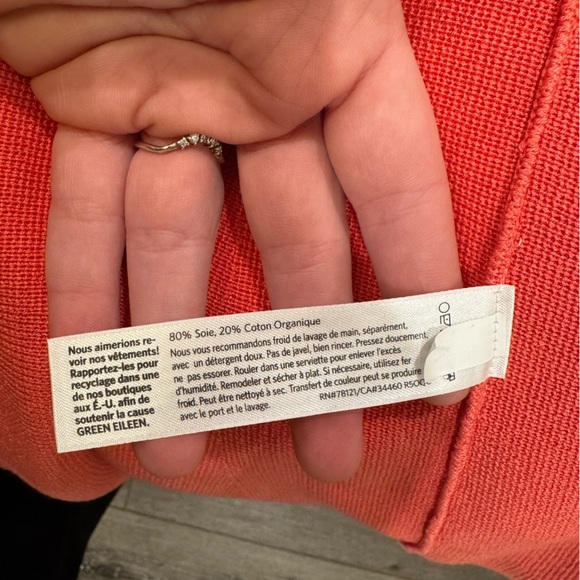 Nous aimerions re-
voir nos vêtements!
Rapportez-les pour
recyclage dans une
de nos boutiques
aux É.-U. afin de
soutenir la cause
GREEN EILEEN.
80% Soie, 20% Coton Organique
Nous vous recommandons froid de lavage de main, séparément,
avec un détergent doux. Pas de javel, bien rincer. Pressez doucement,
ne pas essorer. Rouler dans une serviette pour enlever l'excès
d'humidité. Remodeler et sécher à plat. Si nécessaire, utilisez fer
froid. Peut être nettoyé à sec. Transfert de couleur peut se produire
avec le port et le lavage.
RN#78121/CA#34460